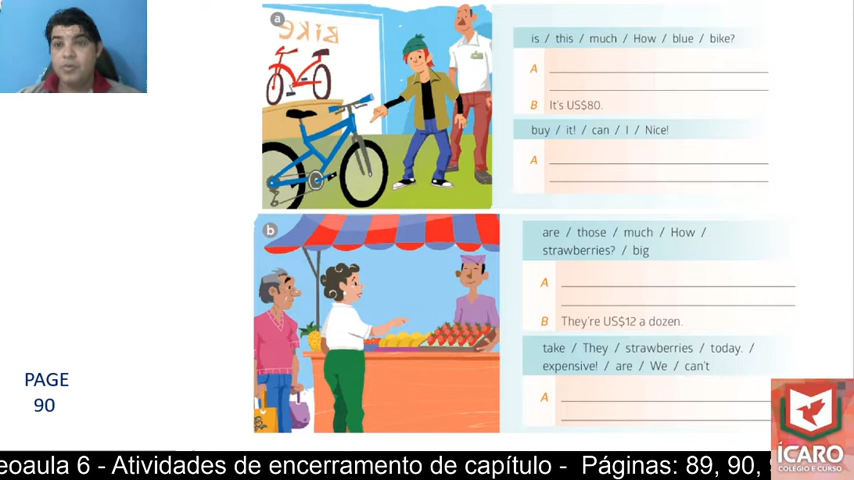 a
BIKE
is / this / much / How / blue / bike?
A
B It's US$80.
buy / it! / can / I / Nice!
A
b
are / those / much / How /
strawberries? / big
A
B They're US$12 a dozen.
take / They / strawberries / today. /
expensive! / are / We / can't
A
PAGE
90
ÍCARO
COLÉGIO E CURSO
eoaula 6 - Atividades de encerramento de capítulo - Páginas: 89, 90,